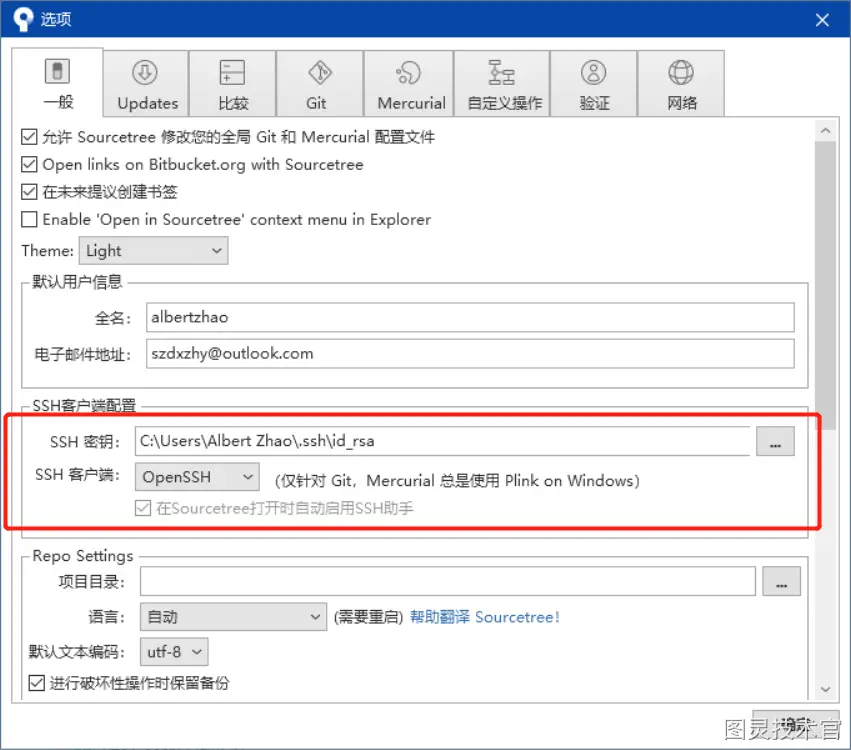 选项
一般 Updates 比较 Git Mercurial 自定义操作 验证 网络
允许 Sourcetree 修改您的全局 Git 和 Mercurial 配置文件
Open links on Bitbucket.org with Sourcetree
在未来提议创建书签
Enable 'Open in Sourcetree' context menu in Explorer
Theme: Light
默认用户信息
全名: albertzhao
电子邮件地址: szdxzhy@outlook.com
SSH客户端配置
SSH 密钥: C:\Users\Albert Zhao\.ssh\id_rsa ...
SSH 客户端: OpenSSH (仅针对 Git，Mercurial 总是使用 Plink on Windows)
在Sourcetree打开时自动启用SSH助手
Repo Settings
项目目录: ...
语言: 自动 (需要重启) 帮助翻译 Sourcetree!
默认文本编码: utf-8
进行破坏性操作时保留备份
确定
图灵技术官